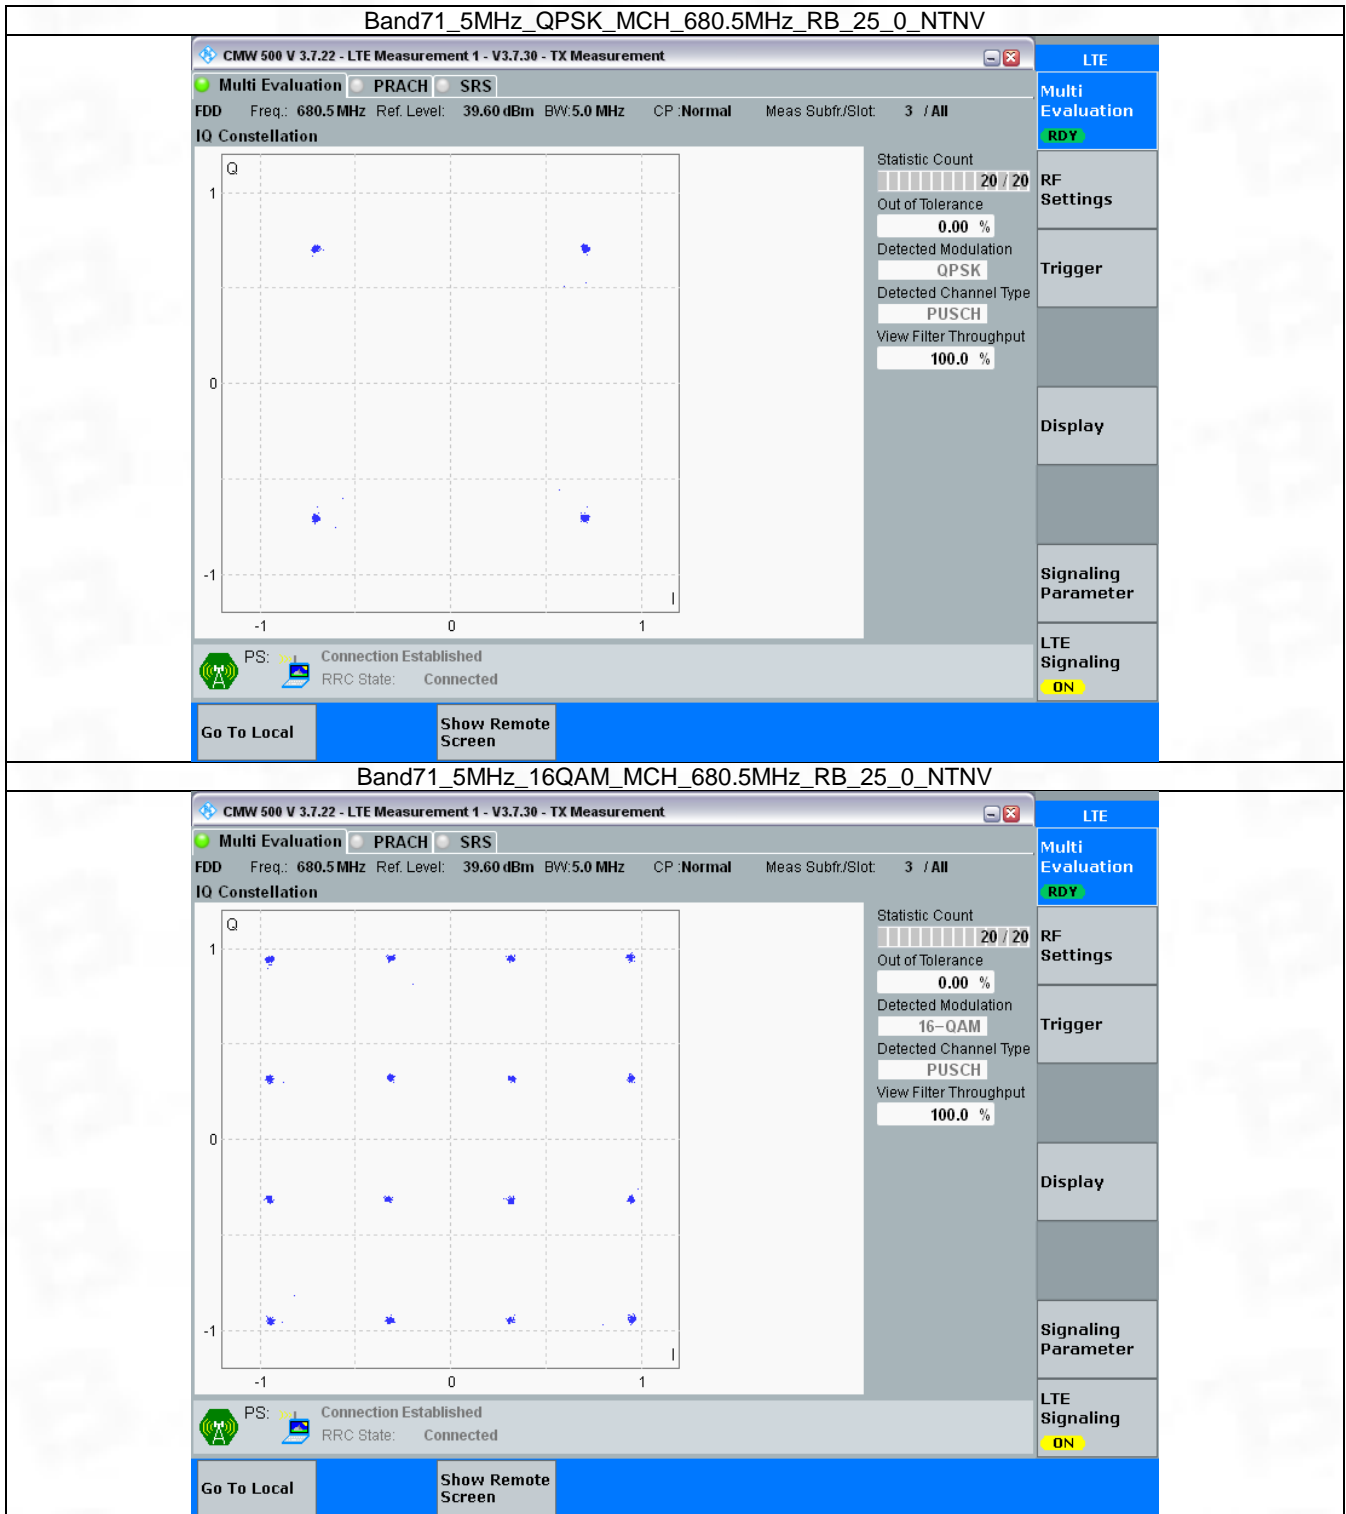 Band71_5MHz_QPSK_MCH_680.5MHz_RB_25_0_NTNV
CMW 500 V 3.7.22 - LTE Measurement 1 - V3.7.30 - TX Measurement
LTE
Multi Evaluation PRACH SRS
FDD Freq.: 680.5 MHz Ref. Level: 39.60 dBm BW: 5.0 MHz CP : Normal Meas Subfr./Slot: 3 / All
IQ Constellation
Q
1
0
-1
I
-1 0 1
Statistic Count
20 / 20
Out of Tolerance
0.00 %
Detected Modulation
QPSK
Detected Channel Type
PUSCH
View Filter Throughput
100.0 %
Multi
Evaluation
RDY
RF
Settings
Trigger
Display
Signaling
Parameter
LTE
Signaling
ON
PS: Connection Established
RRC State: Connected
Go To Local
Show Remote
Screen
Band71_5MHz_16QAM_MCH_680.5MHz_RB_25_0_NTNV
CMW 500 V 3.7.22 - LTE Measurement 1 - V3.7.30 - TX Measurement
LTE
Multi Evaluation PRACH SRS
FDD Freq.: 680.5 MHz Ref. Level: 39.60 dBm BW: 5.0 MHz CP : Normal Meas Subfr./Slot: 3 / All
IQ Constellation
Q
1
0
-1
I
-1 0 1
Statistic Count
20 / 20
Out of Tolerance
0.00 %
Detected Modulation
16-QAM
Detected Channel Type
PUSCH
View Filter Throughput
100.0 %
Multi
Evaluation
RDY
RF
Settings
Trigger
Display
Signaling
Parameter
LTE
Signaling
ON
PS: Connection Established
RRC State: Connected
Go To Local
Show Remote
Screen